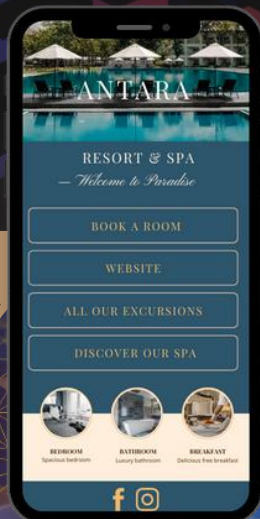 ANTARA
RESORT & SPA
— Welcome to Paradise
BOOK A ROOM
WEBSITE
ALL OUR EXCURSIONS
DISCOVER OUR SPA
BEDROOM
Spacious bedroom
BATHROOM
Luxury bathroom
BREAKFAST
Delicious free breakfast